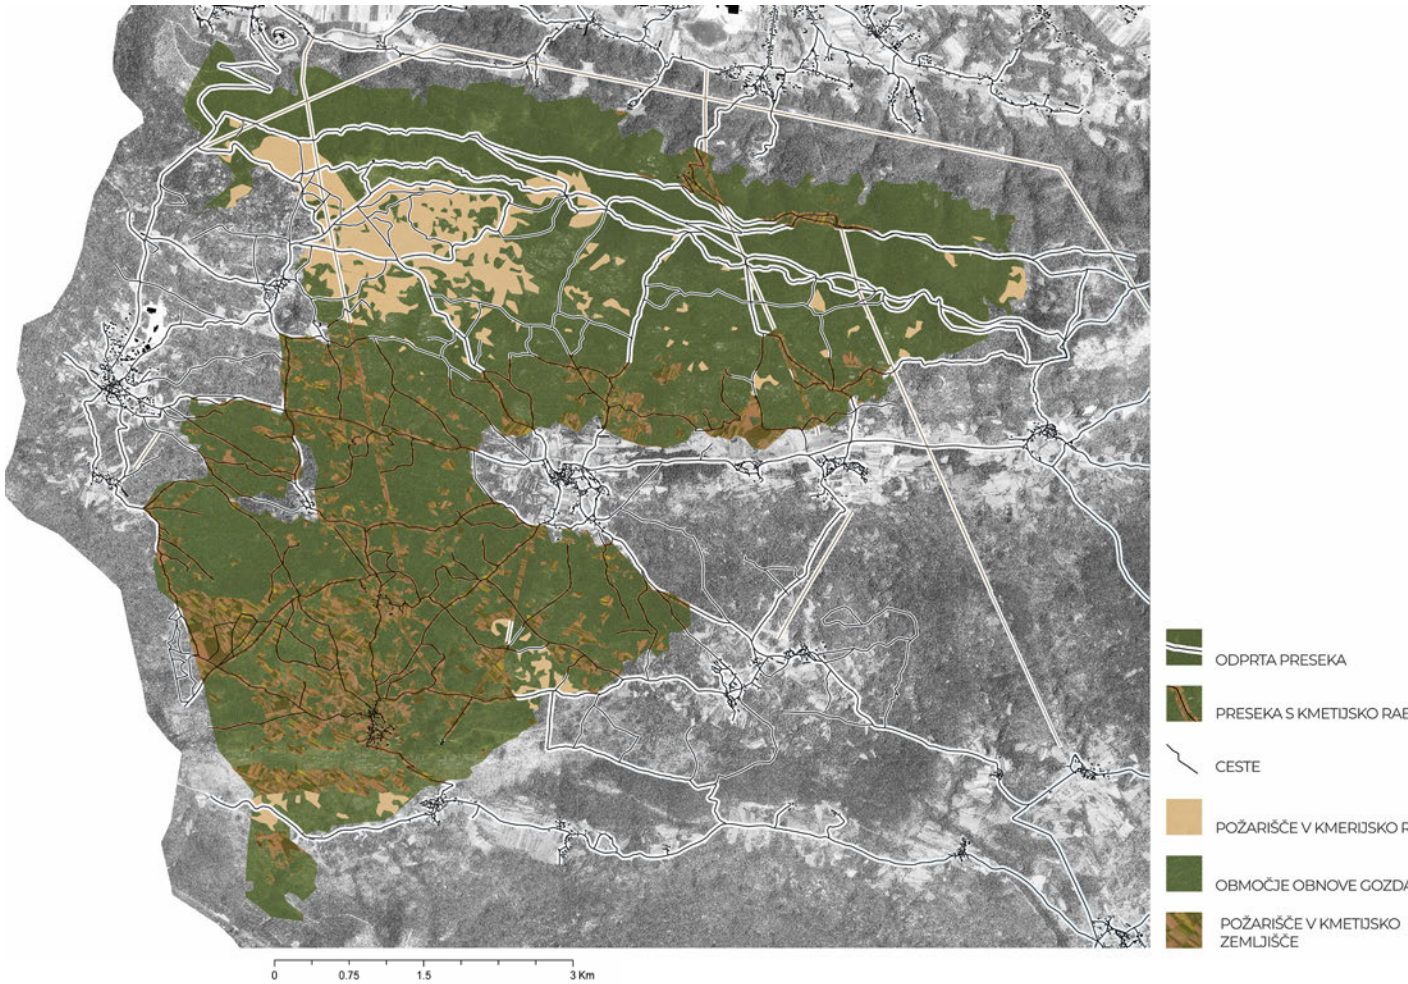 ODPRTA PRESEKA
PRESEKA S KMETIJSKO RAB
CESTE
POŽARIŠČE V KMERIJSKO R
OBMOČJE OBNOVE GOZDA
POŽARIŠČE V KMETIJSKO
ZEMLJIŠČE
0 0.75 1.5 3 Km